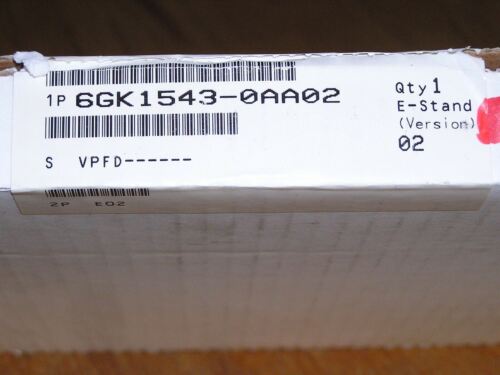 1P 6GK1543-0AA02
Qty 1
E-Stand
(Version)
02
S VPFD------
2P E02